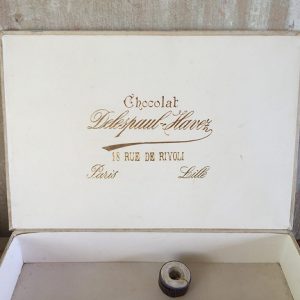 Chocolat
Delespaul-Havez
18 RUE DE RIVOLI
Paris Lille